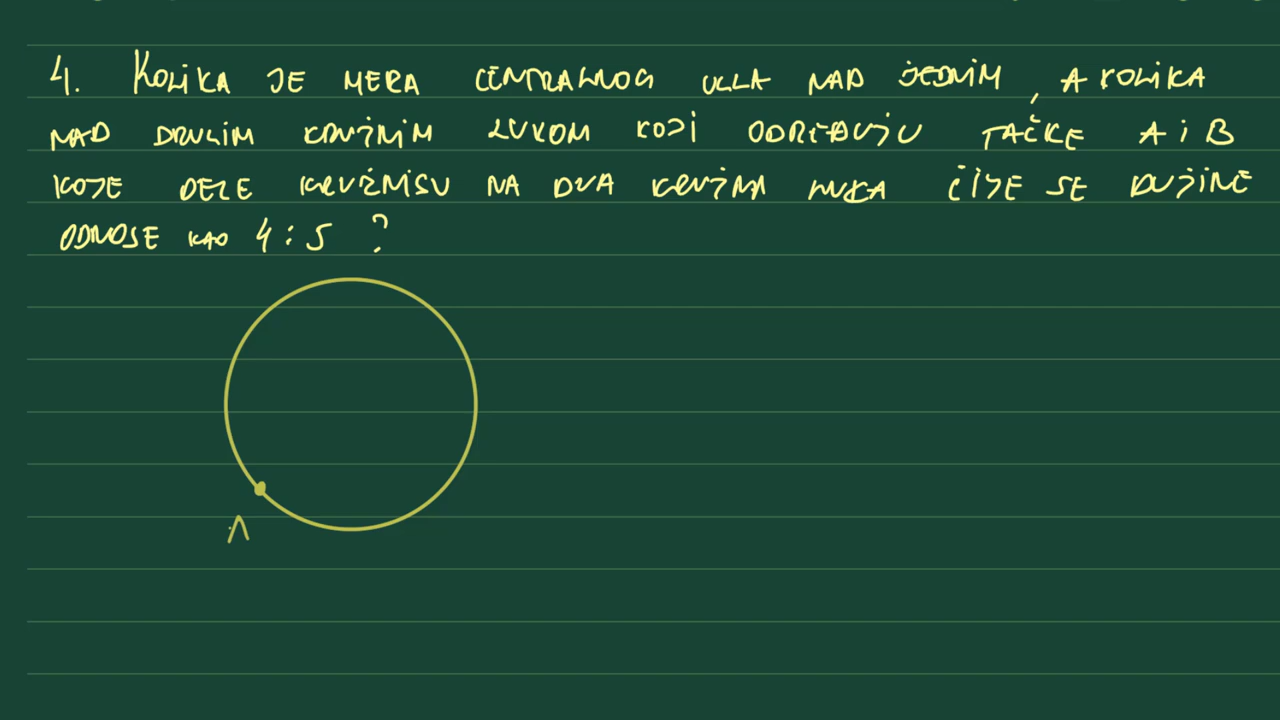 4. KOLIKA JE MERA CENTRALNOG UGLA NAD JEDNIM, A KOLIKA
NAD DRUGIM KRUŽNIM LUKOM KOJI ODREĐUJU TAČKE A I B
KOJE DELE KRUŽNICU NA DVA KRUŽNA LUKA ČIJE SE DUŽINE
ODNOSE KAO 4:5?
A